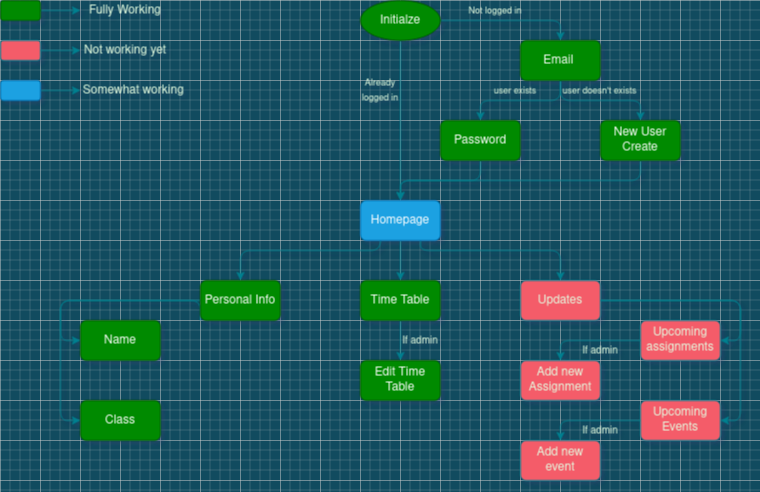 Fully Working
Not working yet
Somewhat working
Initialze
Not logged in
Email
Already
logged in
user exists
user doesn't exists
Password
New User
Create
Homepage
Personal Info
Time Table
Updates
Name
If admin
If admin
Upcoming
assignments
Edit Time
Table
Add new
Assignment
Class
If admin
Upcoming
Events
Add new
event